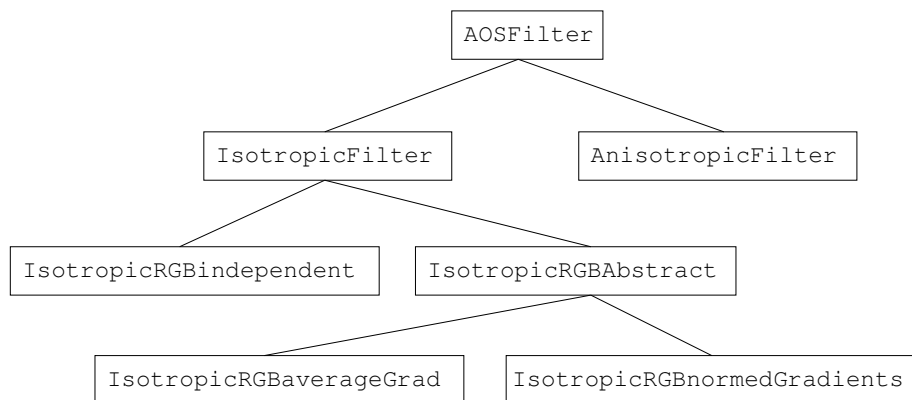 AOSFilter
IsotropicFilter
AnisotropicFilter
IsotropicRGBindependent
IsotropicRGBAbstract
IsotropicRGBaverageGrad
IsotropicRGBnormedGradients